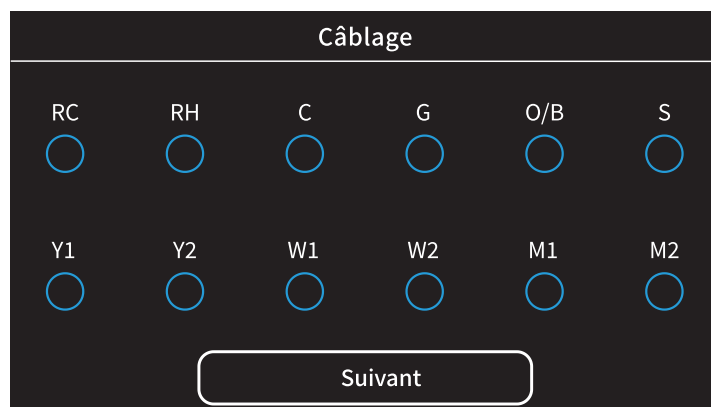 Câblage
RC RH C G O/B S
Y1 Y2 W1 W2 M1 M2
Suivant